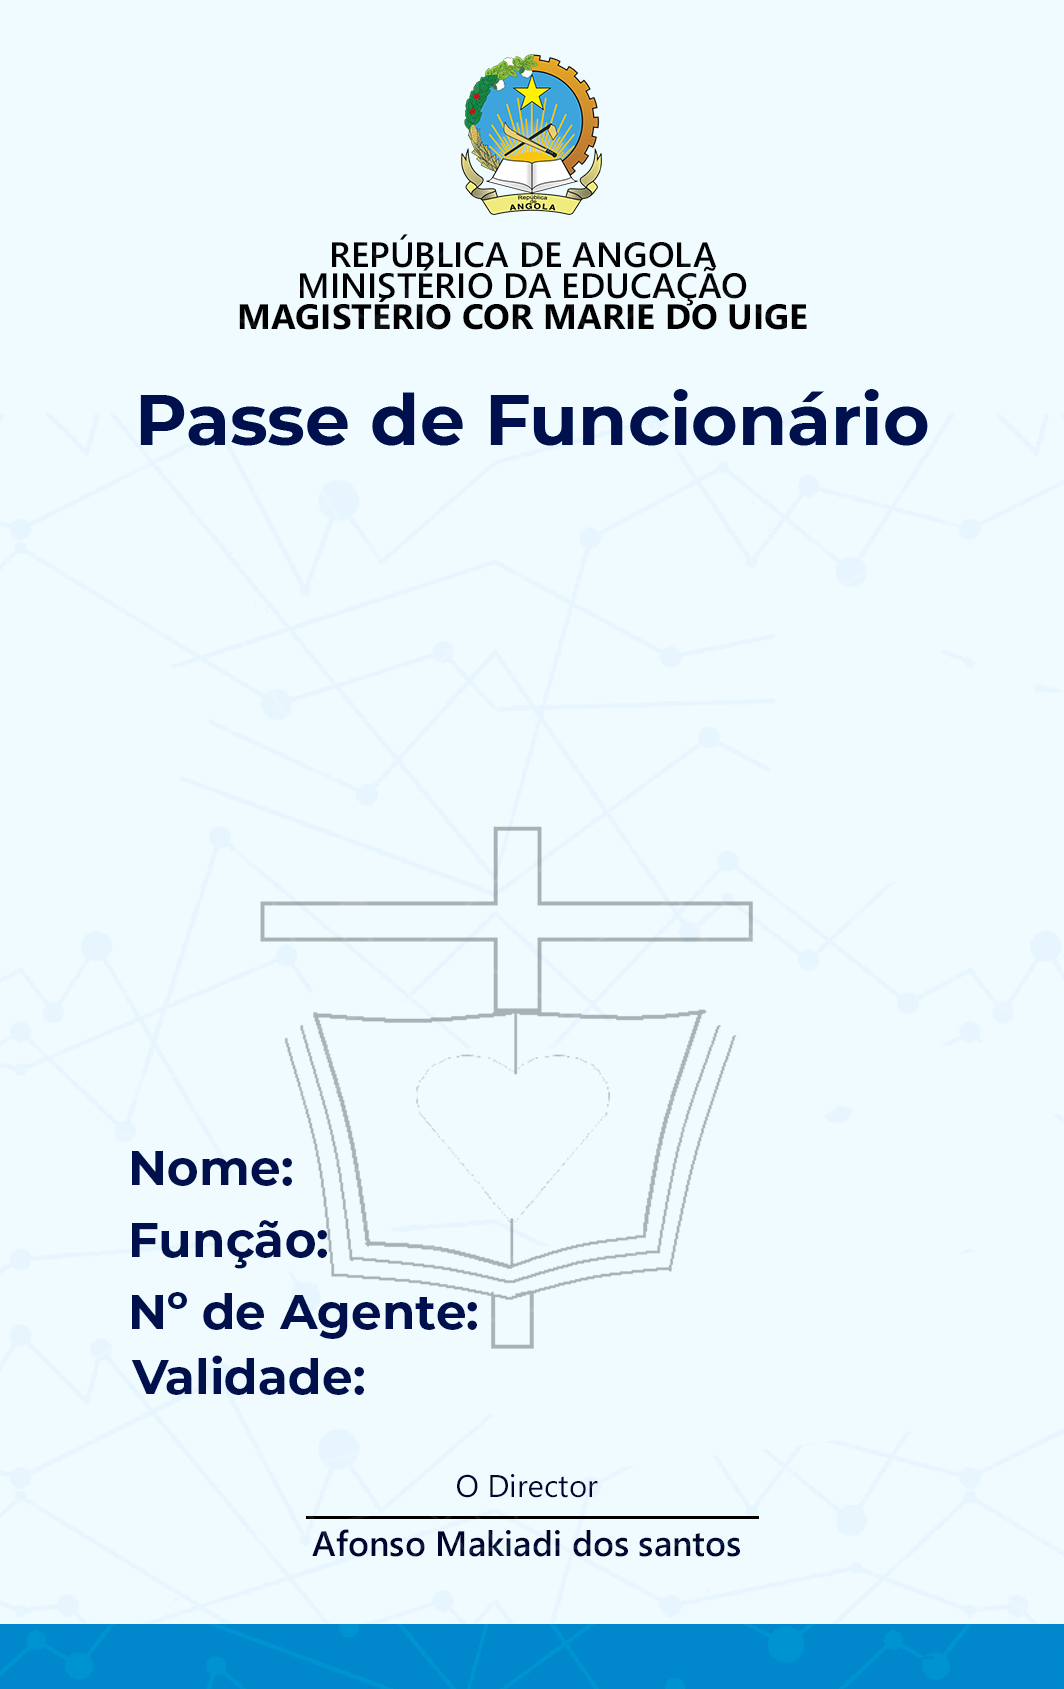 República
de
ANGOLA
REPÚBLICA DE ANGOLA
MINISTÉRIO DA EDUCAÇÃO
MAGISTÉRIO COR MARIE DO UIGE
Passe de Funcionário
Nome:
Função:
Nº de Agente:
Validade:
O Director
Afonso Makiadi dos santos